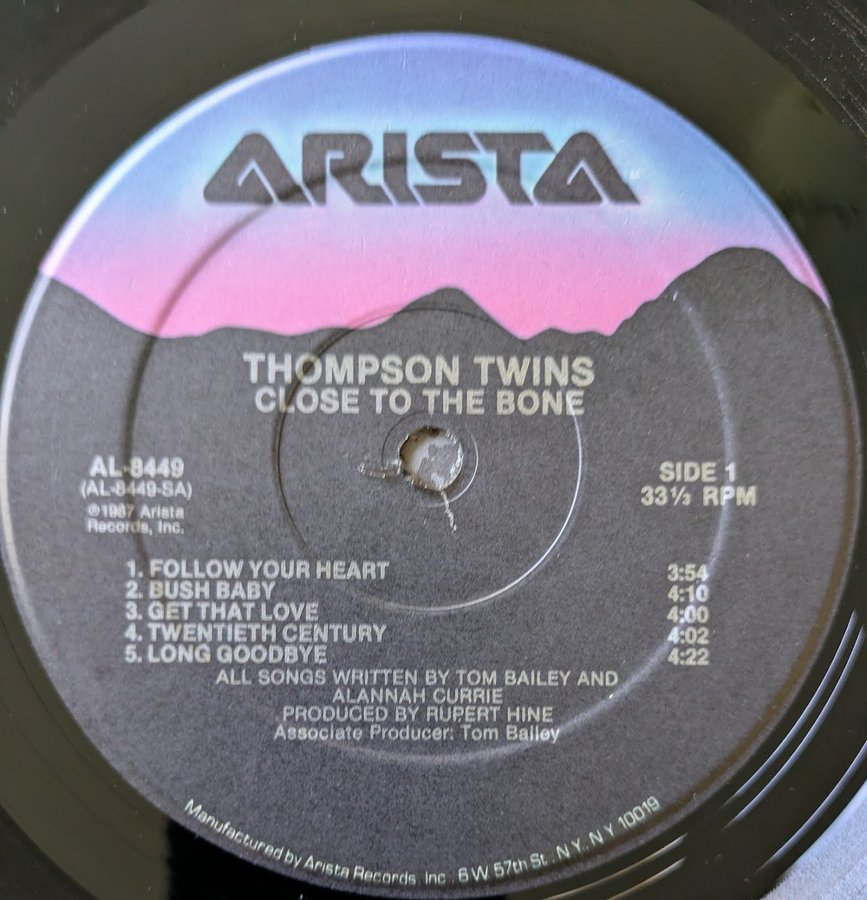 ARISTA
THOMPSON TWINS
CLOSE TO THE BONE
AL-8449
(AL-8449-SA)
©1987 Arista
Records, Inc.
SIDE 1
33⅓ RPM
1. FOLLOW YOUR HEART 3:54
2. BUSH BABY 4:10
3. GET THAT LOVE 4:00
4. TWENTIETH CENTURY 4:02
5. LONG GOODBYE 4:22
ALL SONGS WRITTEN BY TOM BAILEY AND
ALANNAH CURRIE
PRODUCED BY RUPERT HINE
Associate Producer: Tom Bailey
Manufactured by Arista Records, Inc. 6 W 57th St. N.Y. N Y 10019